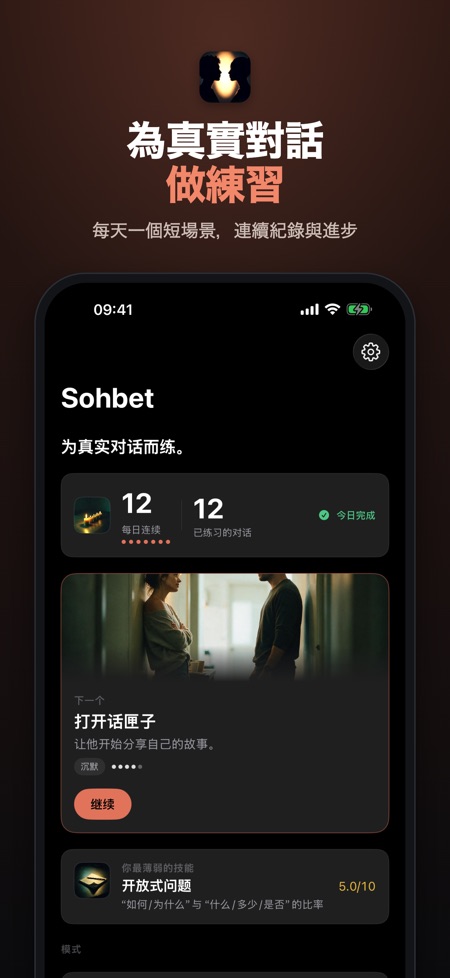 為真實對話
做練習
每天一個短場景，連續紀錄與進步
09:41
Sohbet
为真实对话而练。
12
每日连续
12
已练习的对话
今日完成
下一个
打开话匣子
让他开始分享自己的故事。
沉默
继续
你最薄弱的技能
开放式问题
5.0/10
“如何/为什么”与“什么/多少/是否”的比率
模式